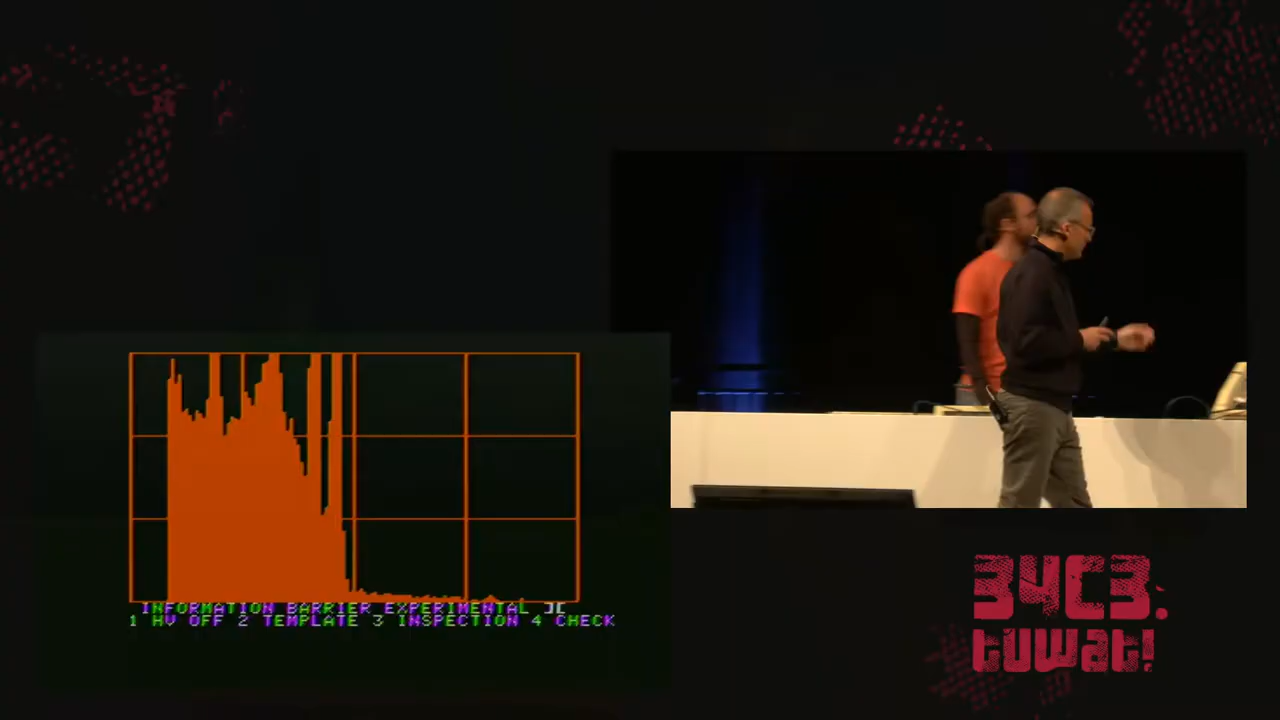 INFORMATION BARRIER EXPERIMENTAL ][
1 HV OFF 2 TEMPLATE 3 INSPECTION 4 CHECK
34C3:
tuwat!